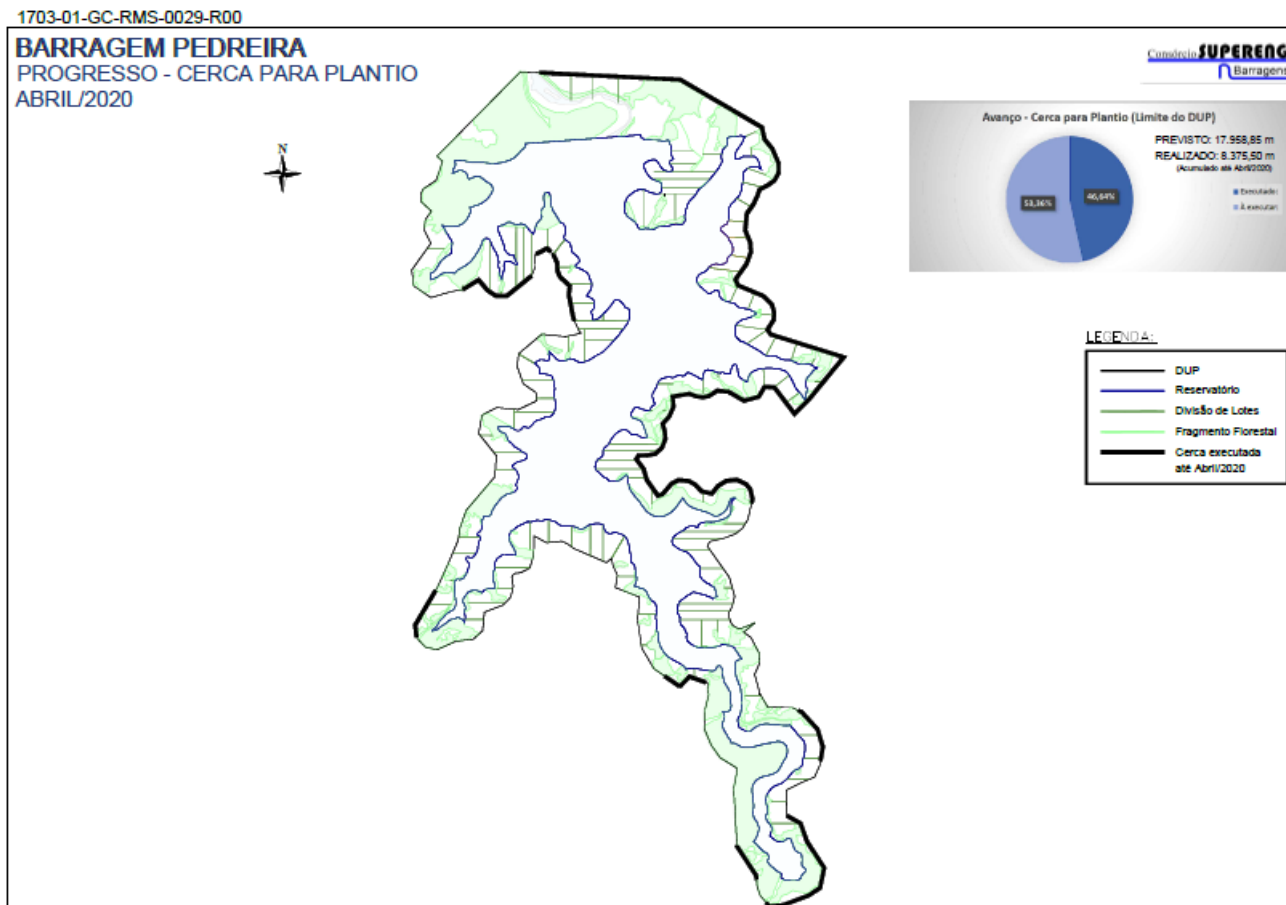 1703-01-GC-RMS-0029-R00
BARRAGEM PEDREIRA
PROGRESSO - CERCA PARA PLANTIO
ABRIL/2020
N
Consórcio SUPERENG
Barragens
Avanço - Cerca para Plantio (Limite do DUP)
PREVISTO: 17.958,85 m
REALIZADO: 8.375,50 m
(Acumulado até Abril/2020)
53,36%
46,64%
Executado:
À executar:
LEGENDA:
DUP
Reservatório
Divisão de Lotes
Fragmento Florestal
Cerca executada
até Abril/2020